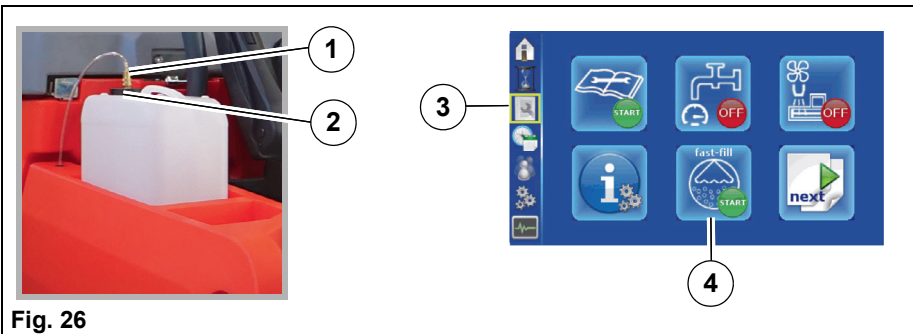 1
2
3
4
START
OFF
OFF
fast-fill
i
START
next
Fig. 26